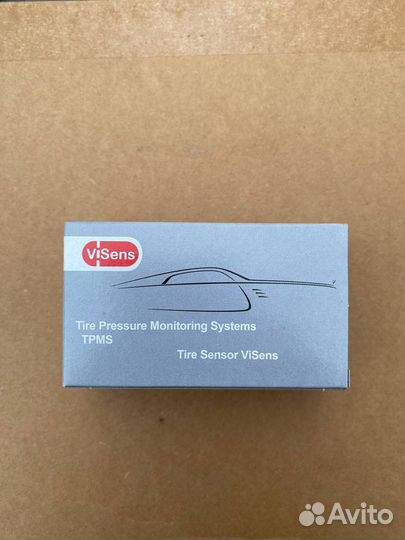 ViSens
Tire Pressure Monitoring Systems
TPMS
Tire Sensor ViSens
Avito